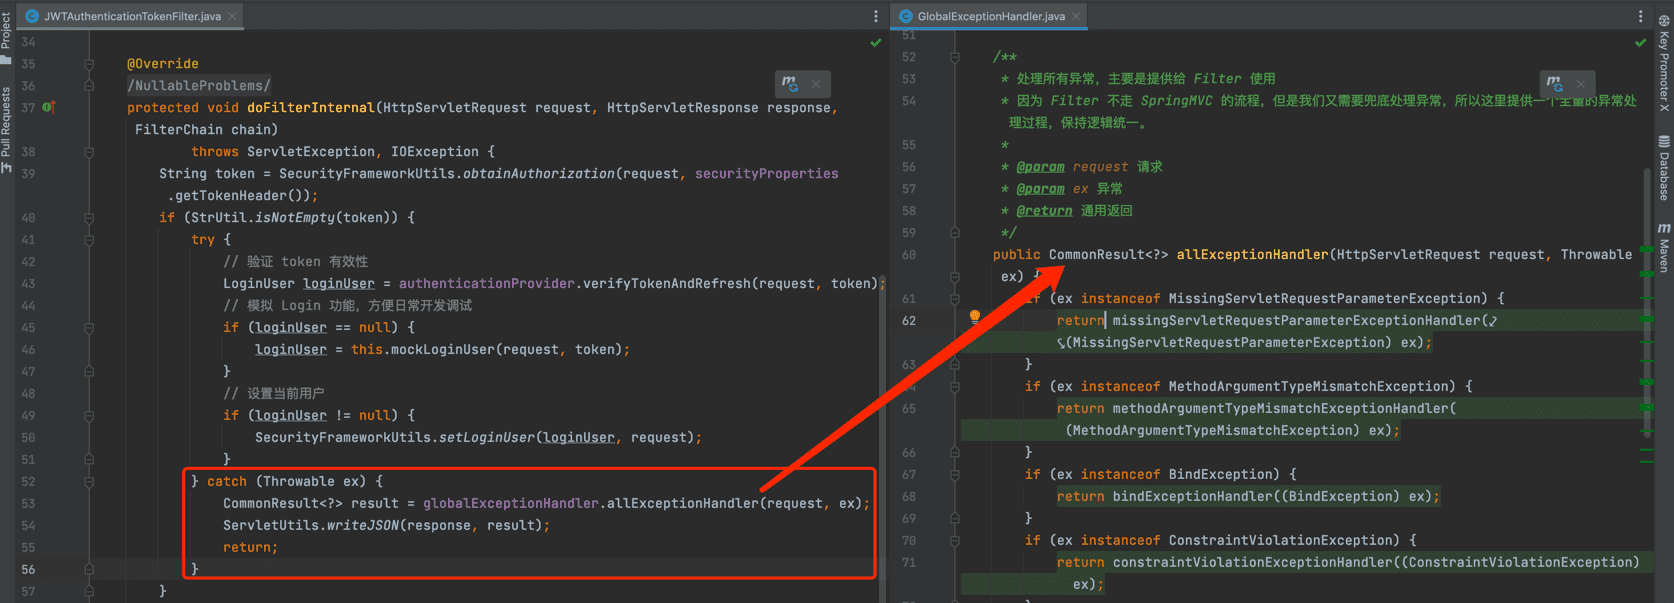 Project
Pull Requests
JWTAuthenticationTokenFilter.java
34
35 @Override
36 /NullableProblems/
37 protected void doFilterInternal(HttpServletRequest request, HttpServletResponse response,
FilterChain chain)
38 throws ServletException, IOException {
39 String token = SecurityFrameworkUtils.obtainAuthorization(request, securityProperties
.getTokenHeader());
40 if (StrUtil.isNotEmpty(token)) {
41 try {
42 // 验证 token 有效性
43 LoginUser loginUser = authenticationProvider.verifyTokenAndRefresh(request, token);
44 // 模拟 Login 功能，方便日常开发调试
45 if (loginUser == null) {
46 loginUser = this.mockLoginUser(request, token);
47 }
48 // 设置当前用户
49 if (loginUser != null) {
50 SecurityFrameworkUtils.setLoginUser(loginUser, request);
51 }
52 } catch (Throwable ex) {
53 CommonResult<?> result = globalExceptionHandler.allExceptionHandler(request, ex);
54 ServletUtils.writeJSON(response, result);
55 return;
56 }
57 }
GlobalExceptionHandler.java
51
52 /**
53 * 处理所有异常，主要是提供给 Filter 使用
54 * 因为 Filter 不走 SpringMVC 的流程，但是我们又需要兜底处理异常，所以这里提供一个全量的异常处
理过程，保持逻辑统一。
55 *
56 * @param request 请求
57 * @param ex 异常
58 * @return 通用返回
59 */
60 public CommonResult<?> allExceptionHandler(HttpServletRequest request, Throwable
ex) {
61 if (ex instanceof MissingServletRequestParameterException) {
62 return missingServletRequestParameterExceptionHandler(
(MissingServletRequestParameterException) ex);
63 }
64 if (ex instanceof MethodArgumentTypeMismatchException) {
65 return methodArgumentTypeMismatchExceptionHandler(
(MethodArgumentTypeMismatchException) ex);
66 }
67 if (ex instanceof BindException) {
68 return bindExceptionHandler((BindException) ex);
69 }
70 if (ex instanceof ConstraintViolationException) {
71 return constraintViolationExceptionHandler((ConstraintViolationException)
ex);
Key Promoter X
Database
Maven